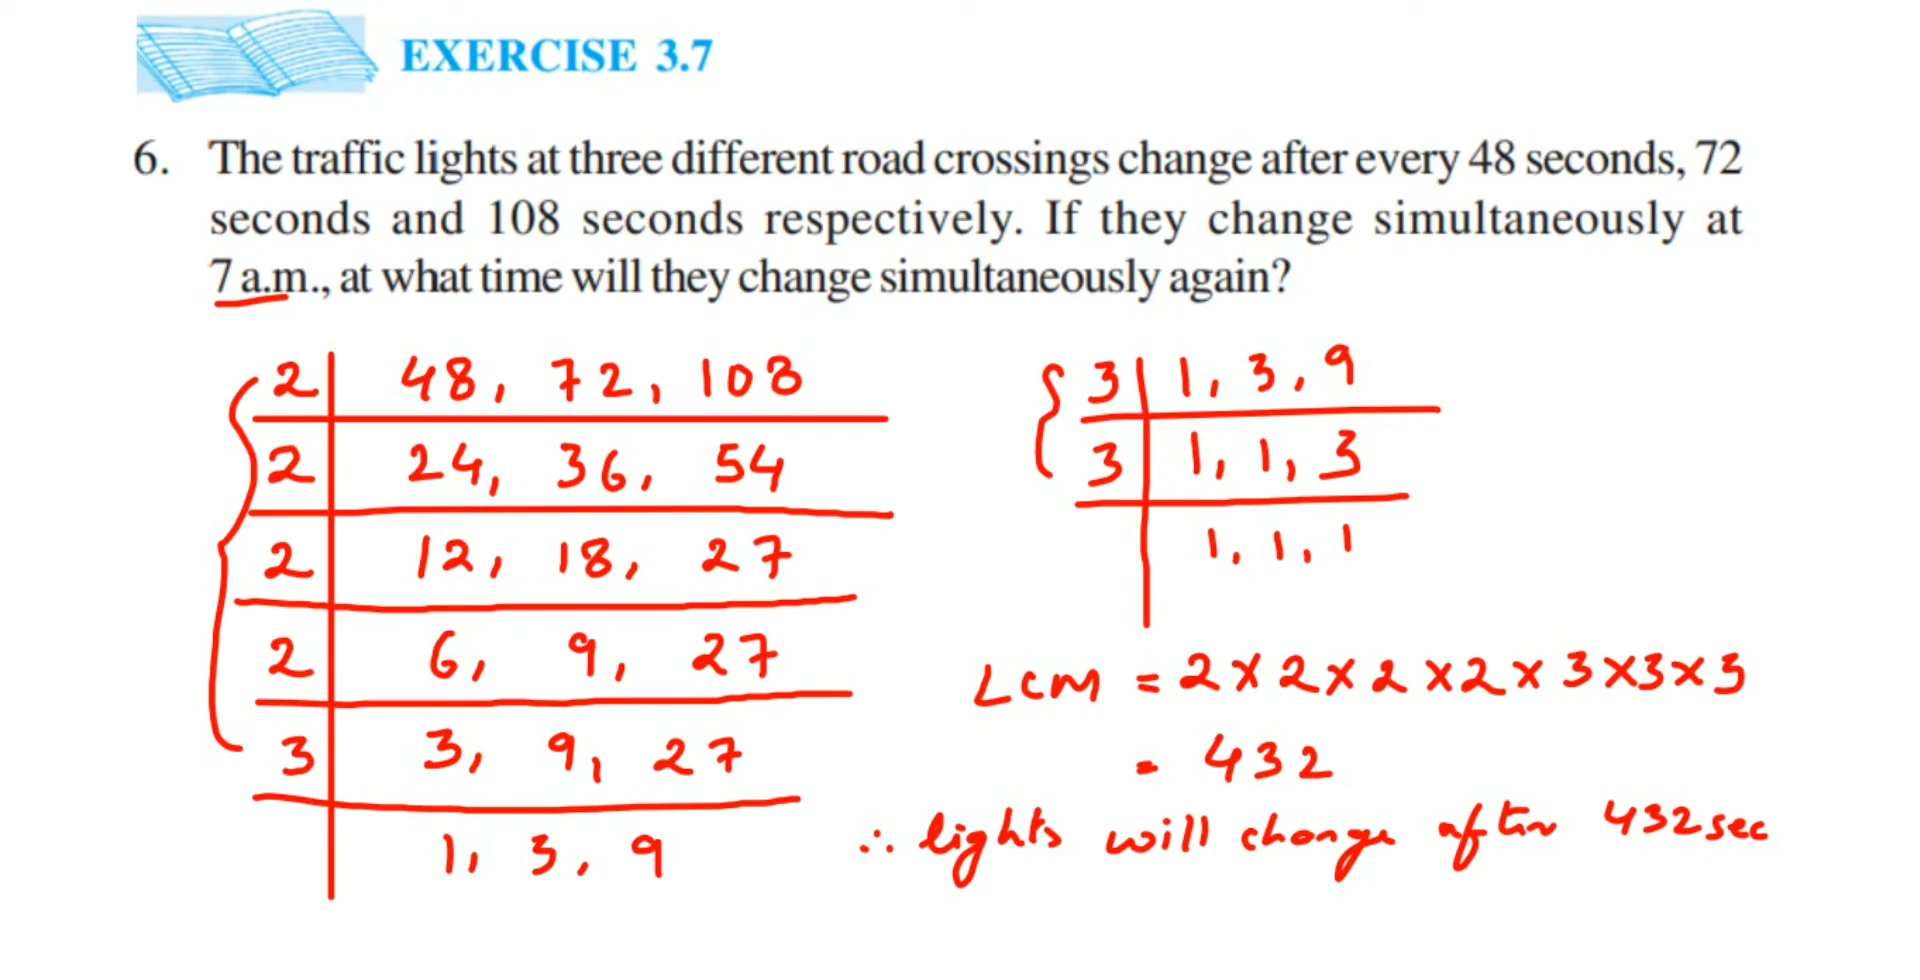 EXERCISE 3.7
6. The traffic lights at three different road crossings change after every 48 seconds, 72
seconds and 108 seconds respectively. If they change simultaneously at
7 a.m., at what time will they change simultaneously again?
2 | 48, 72, 108
2 | 24, 36, 54
2 | 12, 18, 27
2 | 6, 9, 27
3 | 3, 9, 27
1, 3, 9
3 | 1, 3, 9
3 | 1, 1, 3
1, 1, 1
LCM = 2 × 2 × 2 × 2 × 3 × 3 × 3
= 432
∴ lights will change after 432 sec